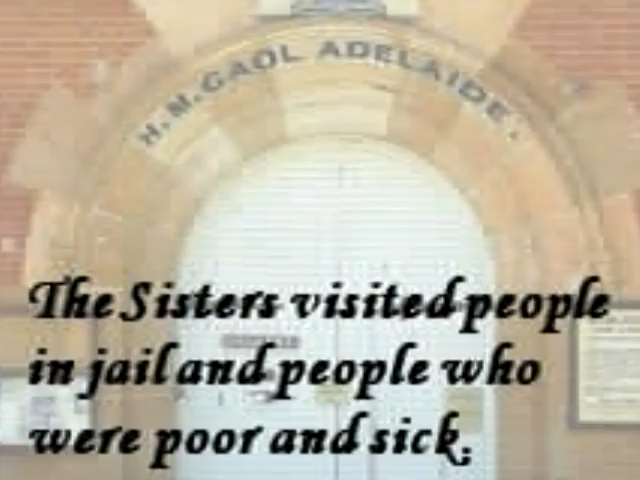 H.M.GAOL ADELAIDE.
The Sisters visited people
in jail and people who
were poor and sick.